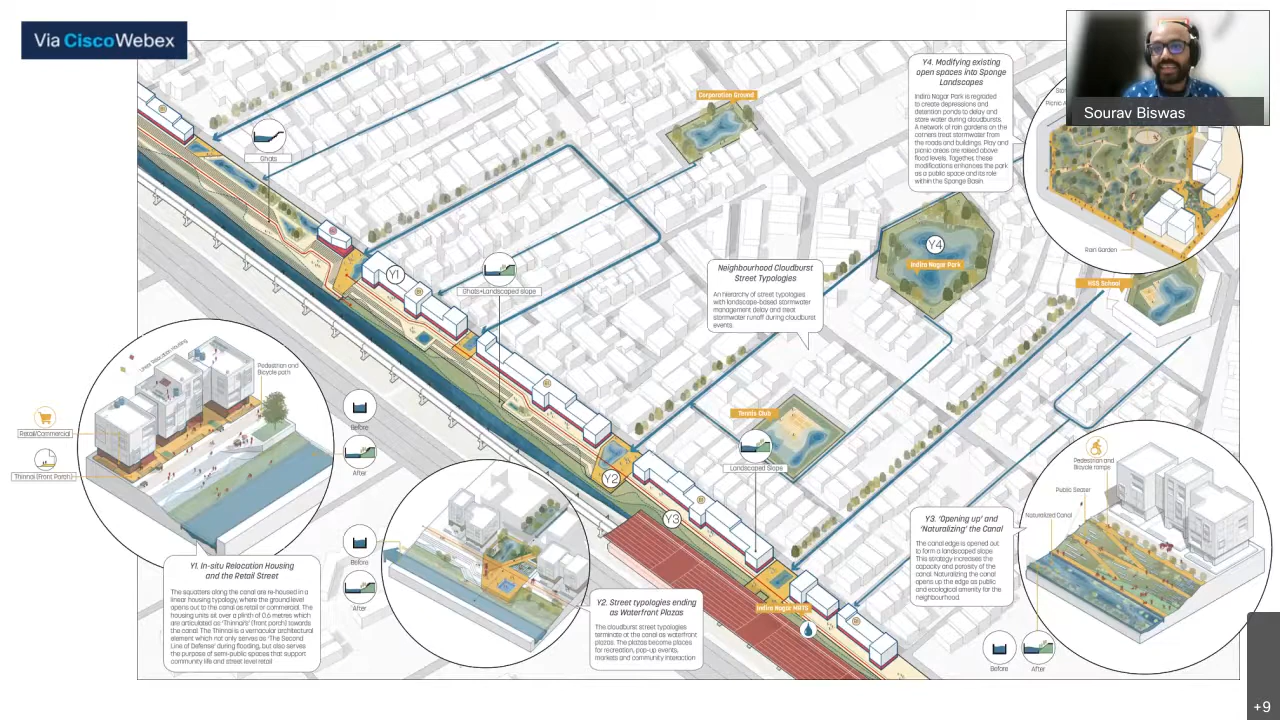 Via CiscoWebex
Sourav Biswas
Corporation Ground
Y4. Modifying existing
open spaces into Sponge
Landscapes
Indira Nagar Park is regraded
to create depressions and
detention ponds to delay and
store water during cloudbursts.
A network of rain gardens on the
corners treat stormwater from
the roads and buildings. Play and
picnic areas are raised above
flood levels. Together, these
modifications enhances the park
as a public space and its role
within the Sponge Basin.
Rain Garden
Ghats
Y1
Ghats+Landscaped slope
Y4
Indira Nagar Park
Neighbourhood Cloudburst
Street Typologies
An hierarchy of street typologies
with landscape-based stormwater
management delay and treat
stormwater runoff during cloudburst
events.
Linear Relocation Housing
Pedestrian and
Bicycle path
Retail/Commercial
Thinnai (Front Porch)
Before
After
Tennis Club
Landscaped Slope
Y2
Y3
Pedestrian and
Bicycle ramps
Public Seater
Naturalized Canal
Y3. 'Opening up' and
'Naturalizing' the Canal
The canal edge is opened out
to form a landscaped slope.
This strategy increases the
capacity and porosity of the
canal. Naturalizing the canal
opens up the edge as public
and ecological amenity for the
neighbourhood.
Y1. In-situ Relocation Housing
and the Retail Street
The squatters along the canal are re-housed in a
linear housing typology, where the ground level
opens out to the canal as retail or commercial. The
housing units sit over a plinth of 0.6 metres which
are articulated as 'Thinnai's' (front porch) towards
the canal. The Thinnai is a vernacular architectural
element which not only serves as 'The Second
Line of Defense' during flooding, but also serves
the purpose of semi-public spaces that support
community life and street level retail
Before
After
Y2. Street typologies ending
as Waterfront Plazas
The cloudburst street typologies
terminate at the canal as waterfront
plazas. The plazas become places
for recreation, pop-up events,
markets and community interaction
Indira Nagar MRTS
Before
After
+9